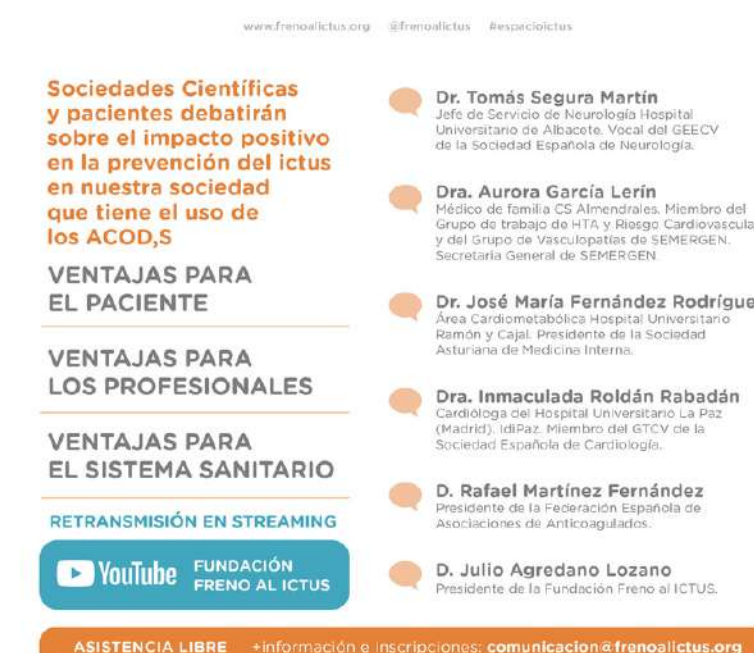 www.frenoalictus.org @frenoalictus #espacioictus
Sociedades Científicas
y pacientes debatirán
sobre el impacto positivo
en la prevención del ictus
en nuestra sociedad
que tiene el uso de
los ACOD,S
VENTAJAS PARA
EL PACIENTE
VENTAJAS PARA
LOS PROFESIONALES
VENTAJAS PARA
EL SISTEMA SANITARIO
RETRANSMISIÓN EN STREAMING
YouTube
FUNDACIÓN
FRENO AL ICTUS
Dr. Tomás Segura Martín
Jefe de Servicio de Neurología Hospital
Universitario de Albacete. Vocal del GEECV
de la Sociedad Española de Neurología.
Dra. Aurora García Lerín
Médico de familia CS Almendrales. Miembro del
Grupo de trabajo de HTA y Riesgo Cardiovascula
y del Grupo de Vasculopatías de SEMERGEN.
Secretaria General de SEMERGEN.
Dr. José María Fernández Rodrígue
Área Cardiometabólica Hospital Universitario
Ramón y Cajal. Presidente de la Sociedad
Asturiana de Medicina Interna.
Dra. Inmaculada Roldán Rabadán
Cardióloga del Hospital Universitario La Paz
(Madrid). IdiPaz. Miembro del GTCV de la
Sociedad Española de Cardiología.
D. Rafael Martínez Fernández
Presidente de la Federación Española de
Asociaciones de Anticoagulados.
D. Julio Agredano Lozano
Presidente de la Fundación Freno al ICTUS.
ASISTENCIA LIBRE +información e inscripciones: comunicacion@frenoalictus.org